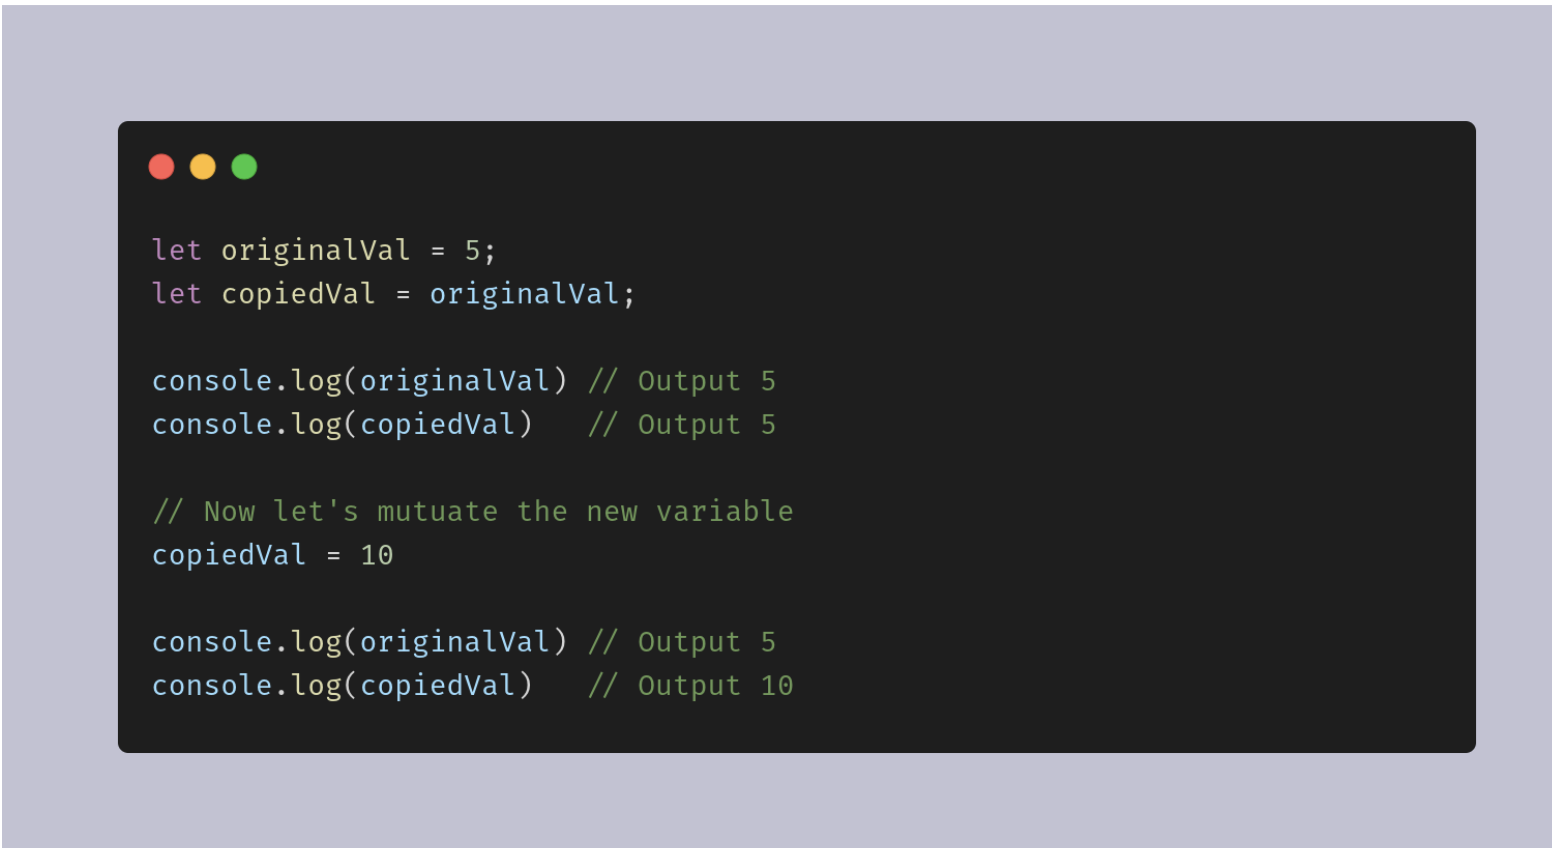 let originalVal = 5;
let copiedVal = originalVal;
console.log(originalVal) // Output 5
console.log(copiedVal)   // Output 5
// Now let's mutuate the new variable
copiedVal = 10
console.log(originalVal) // Output 5
console.log(copiedVal)   // Output 10